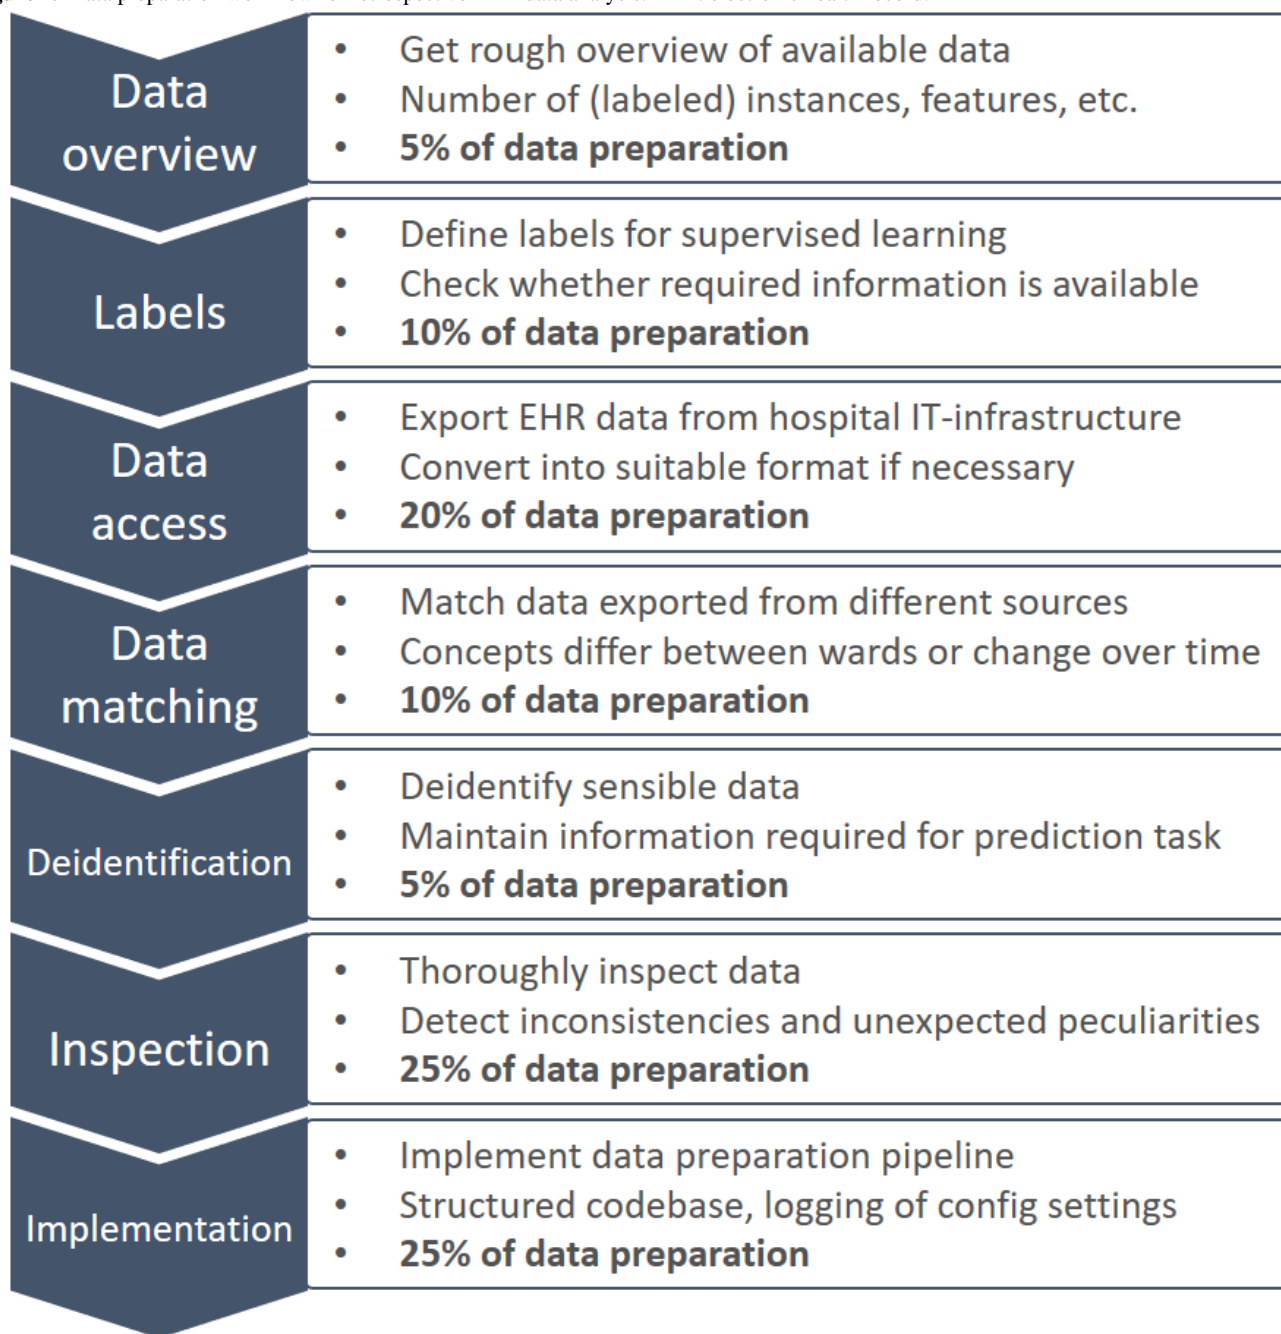 Data
overview
• Get rough overview of available data
• Number of (labeled) instances, features, etc.
• 5% of data preparation
Labels
• Define labels for supervised learning
• Check whether required information is available
• 10% of data preparation
Data
access
• Export EHR data from hospital IT-infrastructure
• Convert into suitable format if necessary
• 20% of data preparation
Data
matching
• Match data exported from different sources
• Concepts differ between wards or change over time
• 10% of data preparation
Deidentification
• Deidentify sensible data
• Maintain information required for prediction task
• 5% of data preparation
Inspection
• Thoroughly inspect data
• Detect inconsistencies and unexpected peculiarities
• 25% of data preparation
Implementation
• Implement data preparation pipeline
• Structured codebase, logging of config settings
• 25% of data preparation